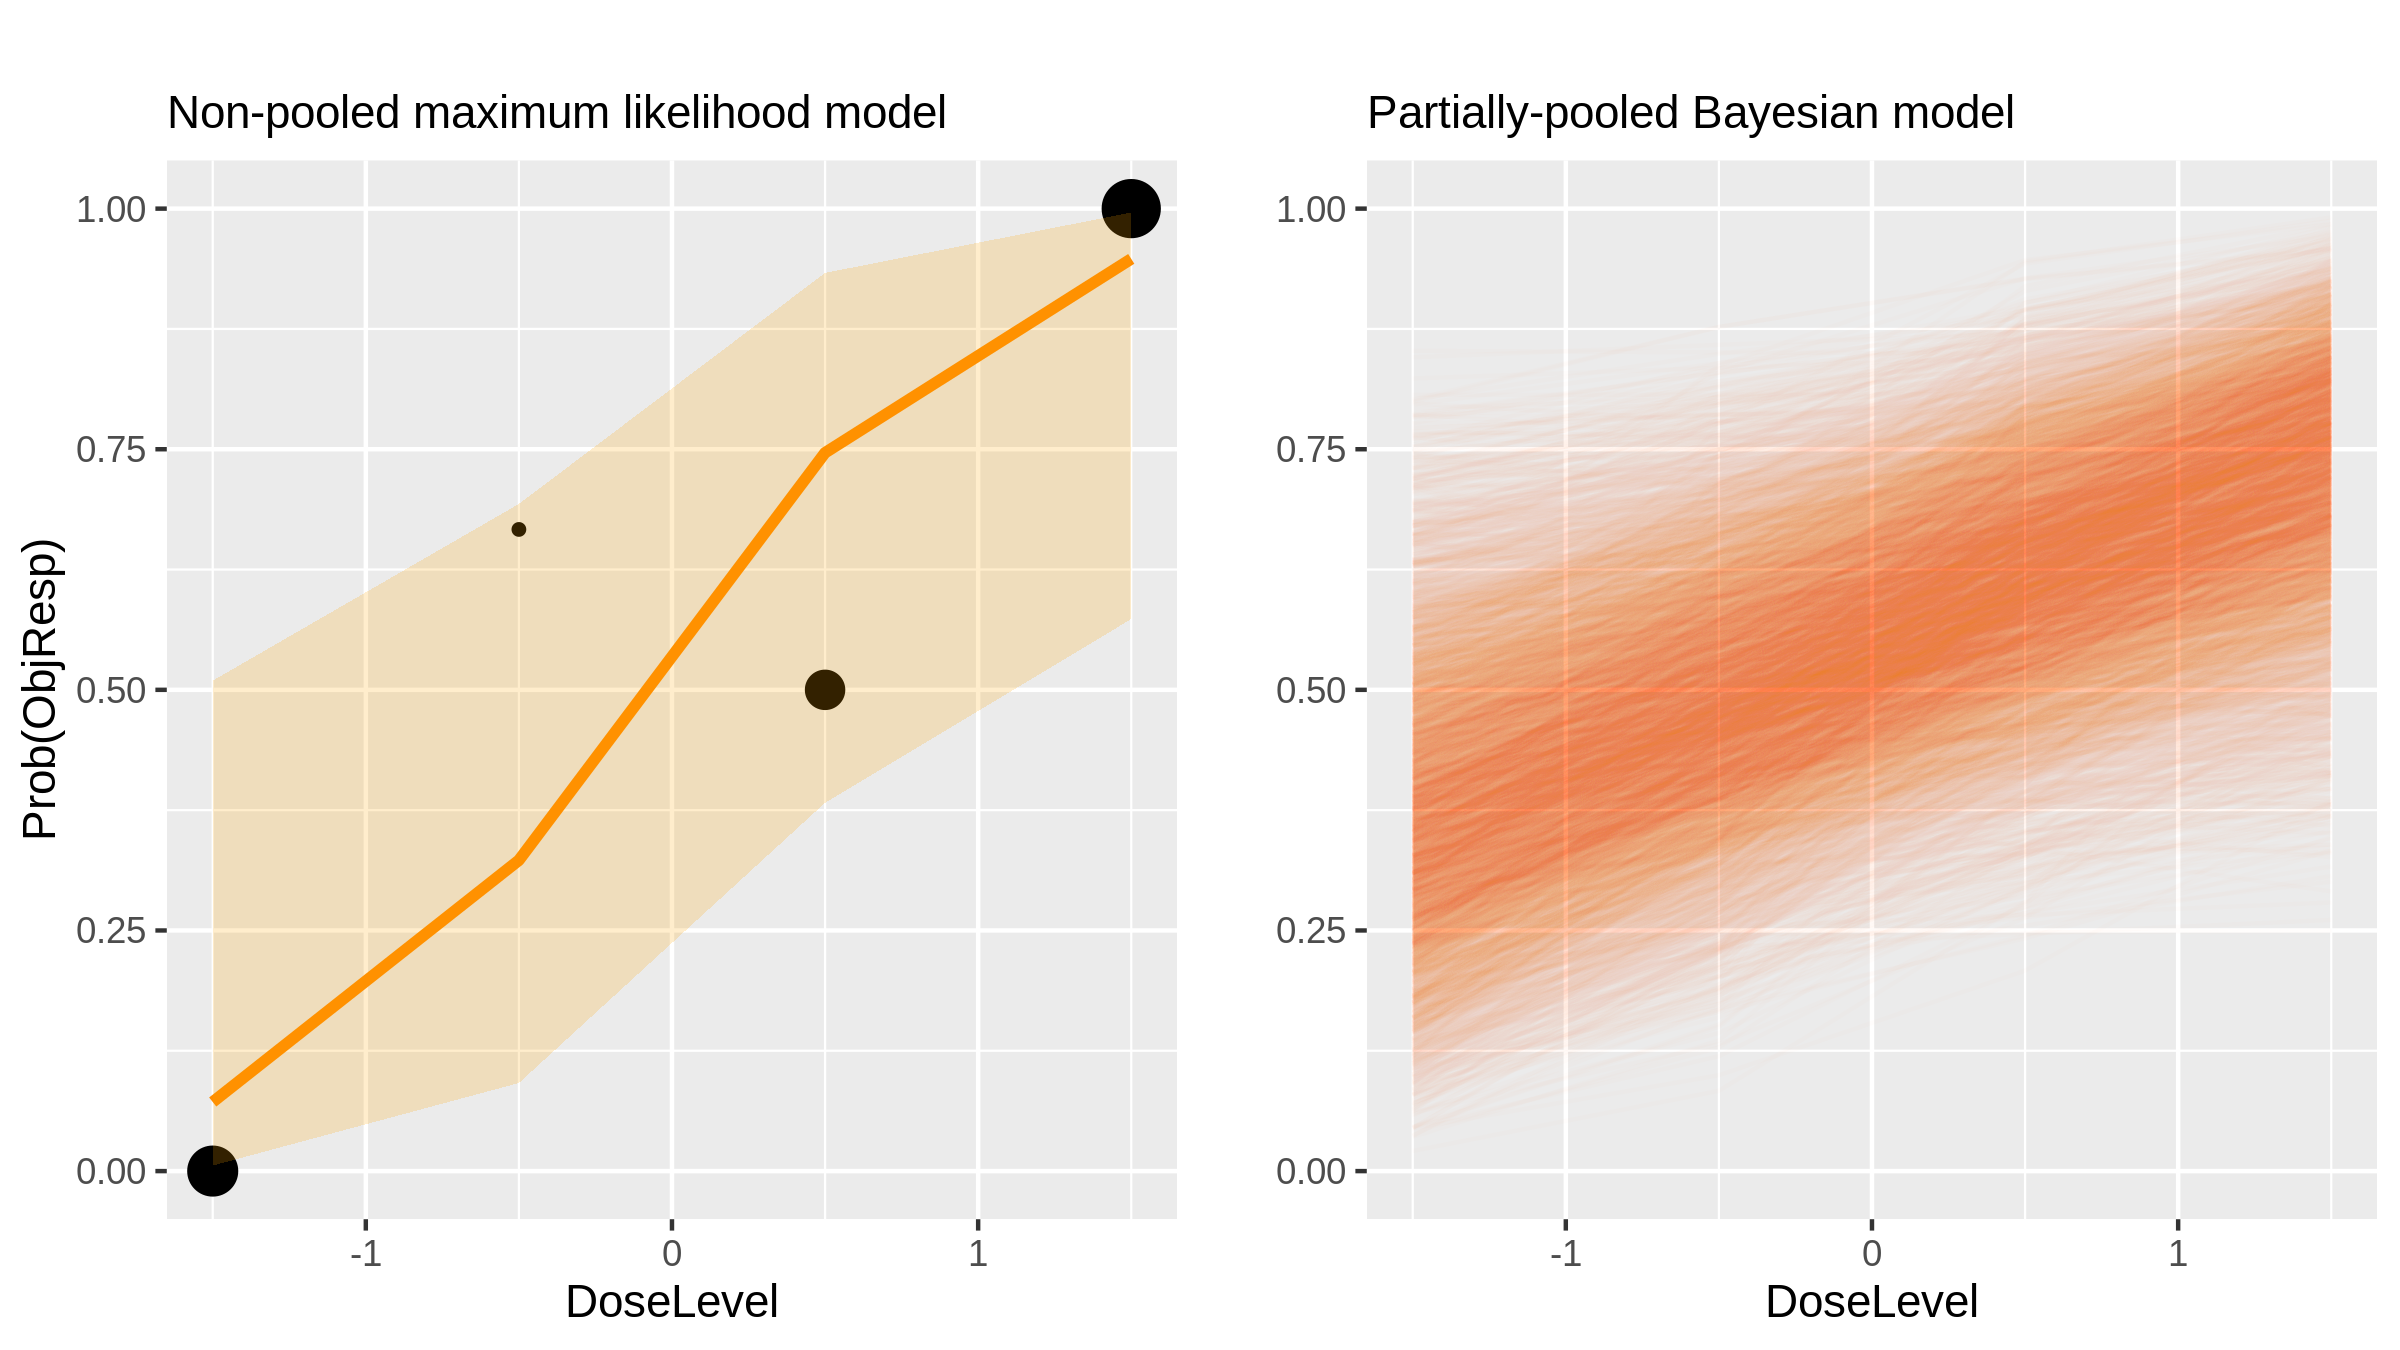 Non-pooled maximum likelihood model
Prob(ObjResp)
1.00
0.75
0.50
0.25
0.00
-1 0 1
DoseLevel
Partially-pooled Bayesian model
1.00
0.75
0.50
0.25
0.00
-1 0 1
DoseLevel